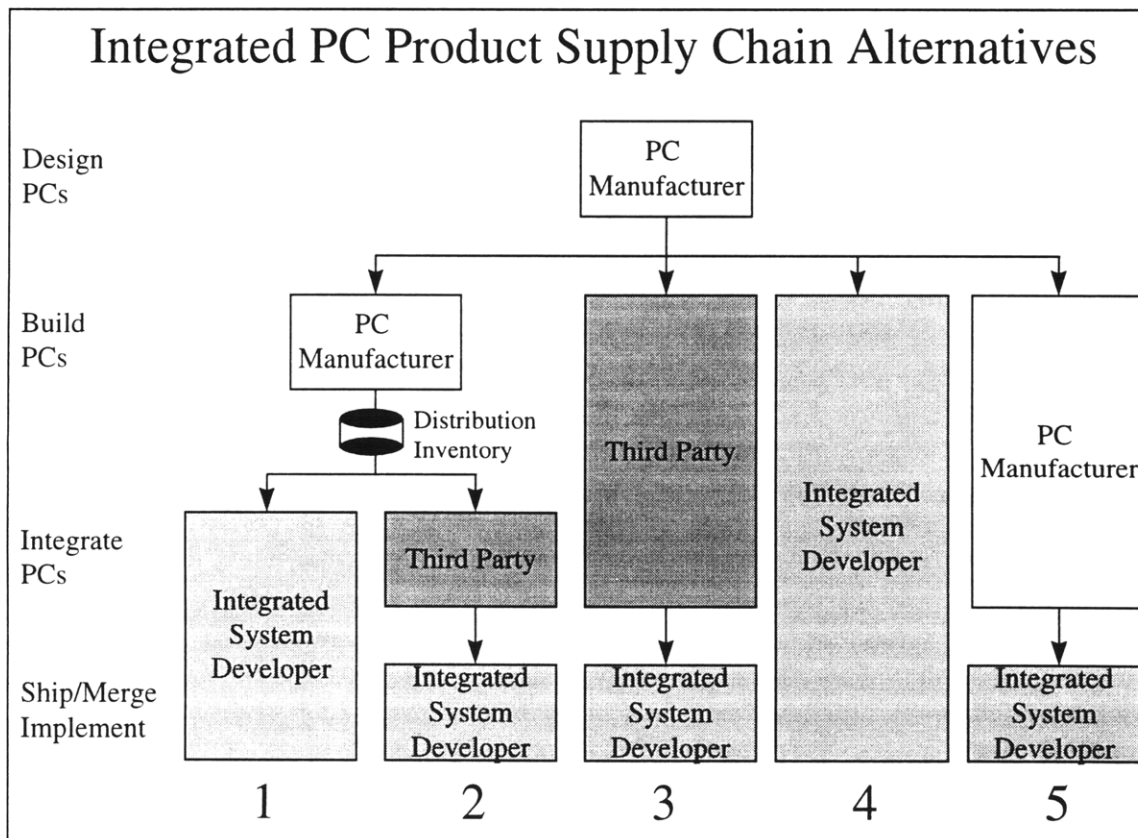 Integrated PC Product Supply Chain Alternatives
Design
PCs
PC
Manufacturer
Build
PCs
PC
Manufacturer
Distribution
Inventory
Third Party
Integrated
System
Developer
PC
Manufacturer
Integrate
PCs
Integrated
System
Developer
Third Party
Ship/Merge
Implement
Integrated
System
Developer
Integrated
System
Developer
Integrated
System
Developer
1
2
3
4
5